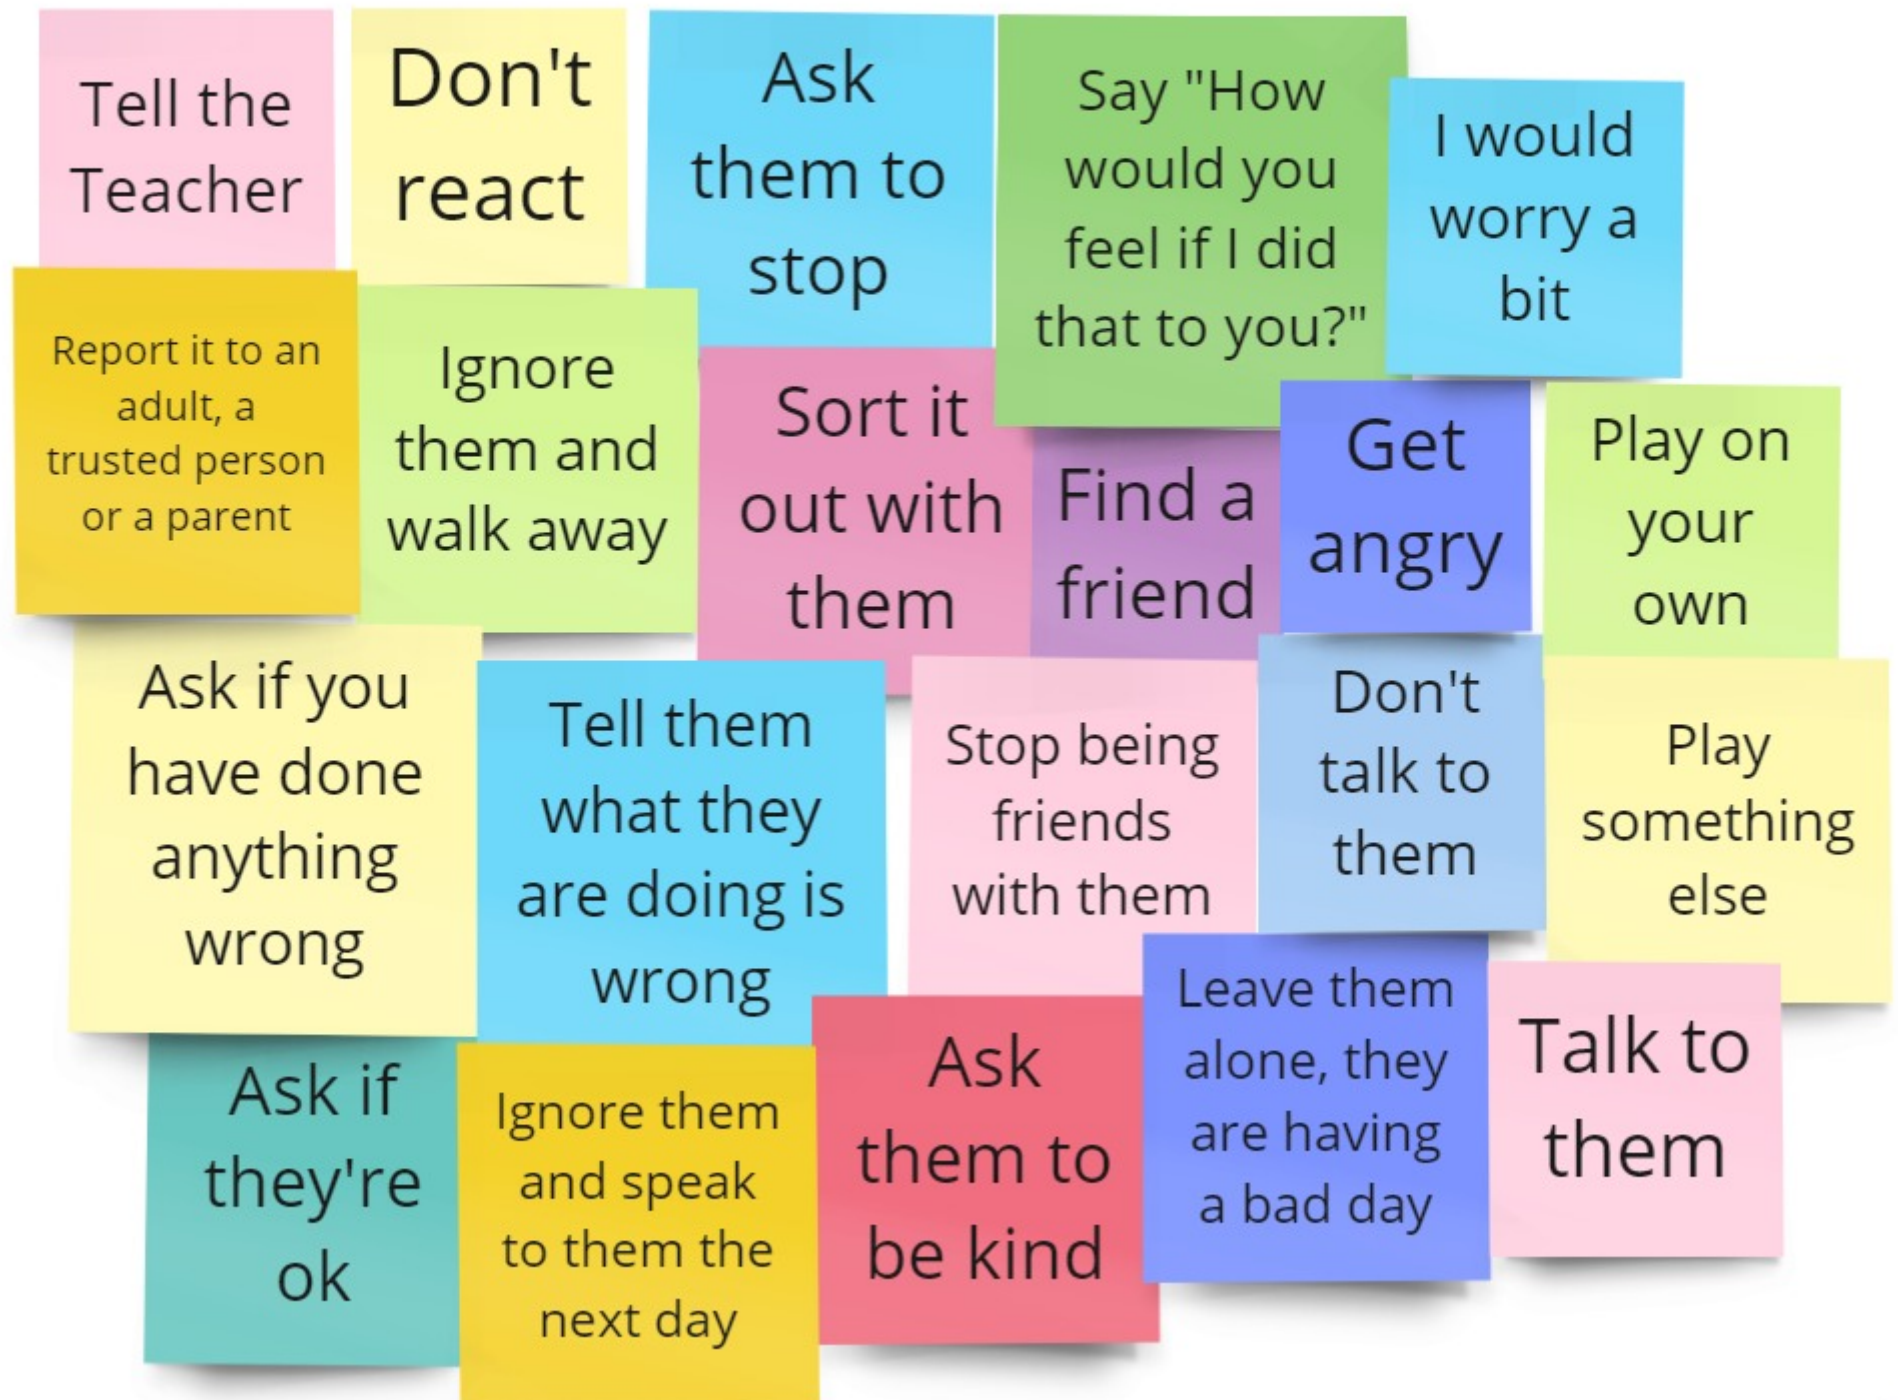 Tell the
Teacher
Don't
react
Ask
them to
stop
Say "How
would you
feel if I did
that to you?"
I would
worry a
bit
Report it to an
adult, a
trusted person
or a parent
Ignore
them and
walk away
Sort it
out with
them
Find a
friend
Get
angry
Play on
your
own
Ask if you
have done
anything
wrong
Tell them
what they
are doing is
wrong
Stop being
friends
with them
Don't
talk to
them
Play
something
else
Ask if
they're
ok
Ignore them
and speak
to them the
next day
Ask
them to
be kind
Leave them
alone, they
are having
a bad day
Talk to
them